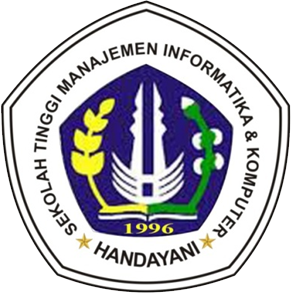 SEKOLAH TINGGI MANAJEMEN INFORMATIKA & KOMPUTER
HANDAYANI
1996